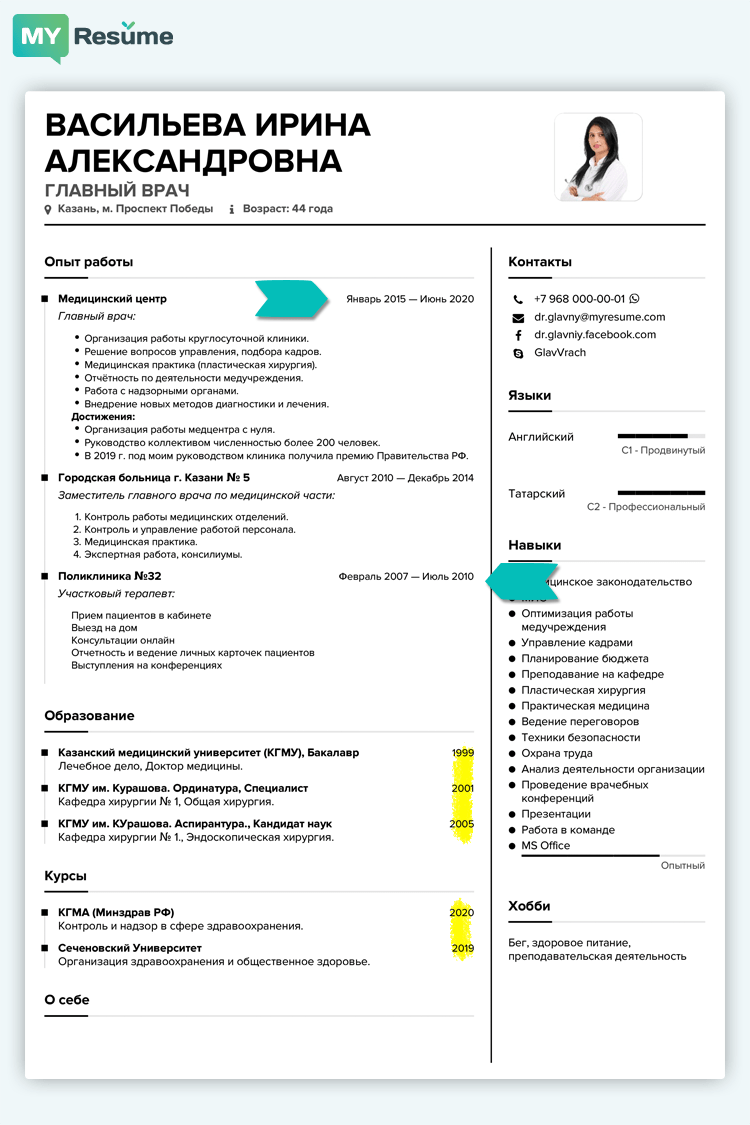 MY Resume
ВАСИЛЬЕВА ИРИНА
АЛЕКСАНДРОВНА
ГЛАВНЫЙ ВРАЧ
Казань, м. Проспект Победы Возраст: 44 года
Опыт работы
Медицинский центр Январь 2015 — Июнь 2020
Главный врач:
• Организация работы круглосуточной клиники.
• Решение вопросов управления, подбора кадров.
• Медицинская практика (пластическая хирургия).
• Отчётность по деятельности медучреждения.
• Работа с надзорными органами.
• Внедрение новых методов диагностики и лечения.
Достижения:
• Организация работы медцентра с нуля.
• Руководство коллективом численностью более 200 человек.
• В 2019 г. под моим руководством клиника получила премию Правительства РФ.
Городская больница г. Казани № 5 Август 2010 — Декабрь 2014
Заместитель главного врача по медицинской части:
1. Контроль работы медицинских отделений.
2. Контроль и управление работой персонала.
3. Медицинская практика.
4. Экспертная работа, консилиумы.
Поликлиника №32 Февраль 2007 — Июль 2010
Участковый терапевт:
Прием пациентов в кабинете
Выезд на дом
Консультации онлайн
Отчетность и ведение личных карточек пациентов
Выступления на конференциях
Образование
Казанский медицинский университет (КГМУ), Бакалавр 1999
Лечебное дело, Доктор медицины.
КГМУ им. Курашова. Ординатура, Специалист 2001
Кафедра хирургии № 1, Общая хирургия.
КГМУ им. КУрашова. Аспирантура., Кандидат наук 2005
Кафедра хирургии № 1., Эндоскопическая хирургия.
Курсы
КГМА (Минздрав РФ) 2020
Контроль и надзор в сфере здравоохранения.
Сеченовский Университет 2019
Организация здравоохранения и общественное здоровье.
О себе
Контакты
+7 968 000-00-01
dr.glavny@myresume.com
dr.glavniy.facebook.com
GlavVrach
Языки
Английский
C1 - Продвинутый
Татарский
C2 - Профессиональный
Навыки
законодательство
Оптимизация работы
медучреждения
Управление кадрами
Планирование бюджета
Преподавание на кафедре
Пластическая хирургия
Практическая медицина
Ведение переговоров
Техники безопасности
Охрана труда
Анализ деятельности организации
Проведение врачебных
конференций
Презентации
Работа в команде
MS Office
Опытный
Хобби
Бег, здоровое питание,
преподавательская деятельность